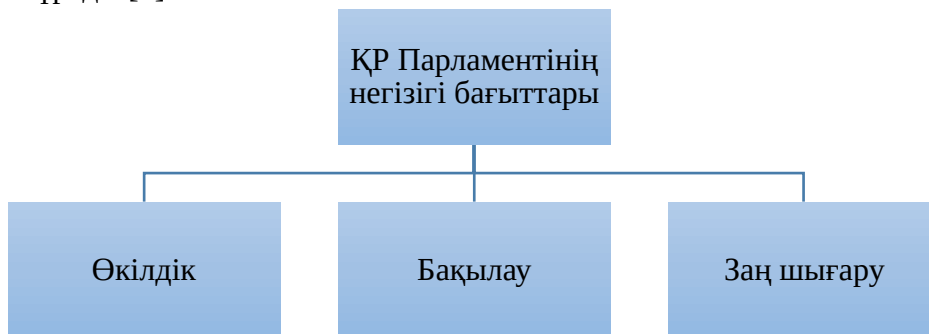 ҚР Парламентінің
негізігі бағыттары
Өкілдік
Бақылау
Заң шығару